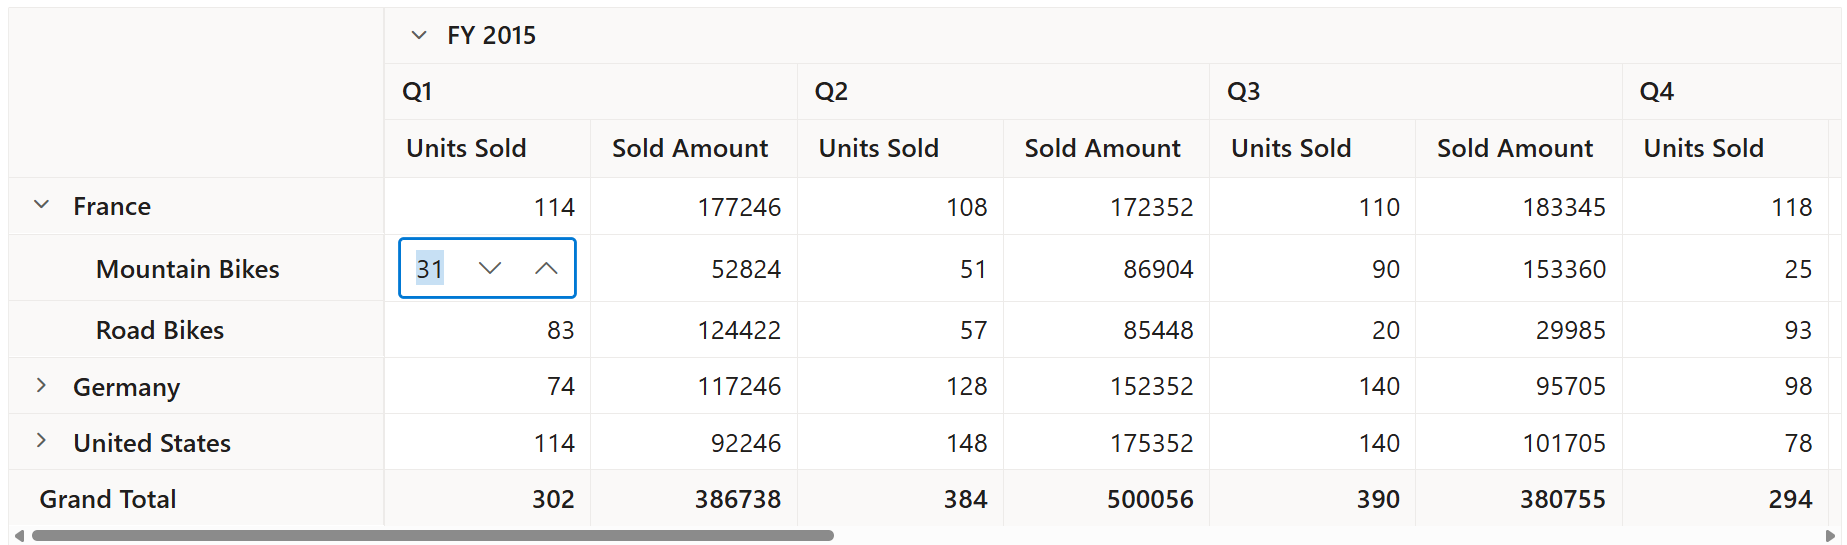 FY 2015
Q1 Q2 Q3 Q4
Units Sold Sold Amount Units Sold Sold Amount Units Sold Sold Amount Units Sold
France 114 177246 108 172352 110 183345 118
Mountain Bikes 31 52824 51 86904 90 153360 25
Road Bikes 83 124422 57 85448 20 29985 93
Germany 74 117246 128 152352 140 95705 98
United States 114 92246 148 175352 140 101705 78
Grand Total 302 386738 384 500056 390 380755 294